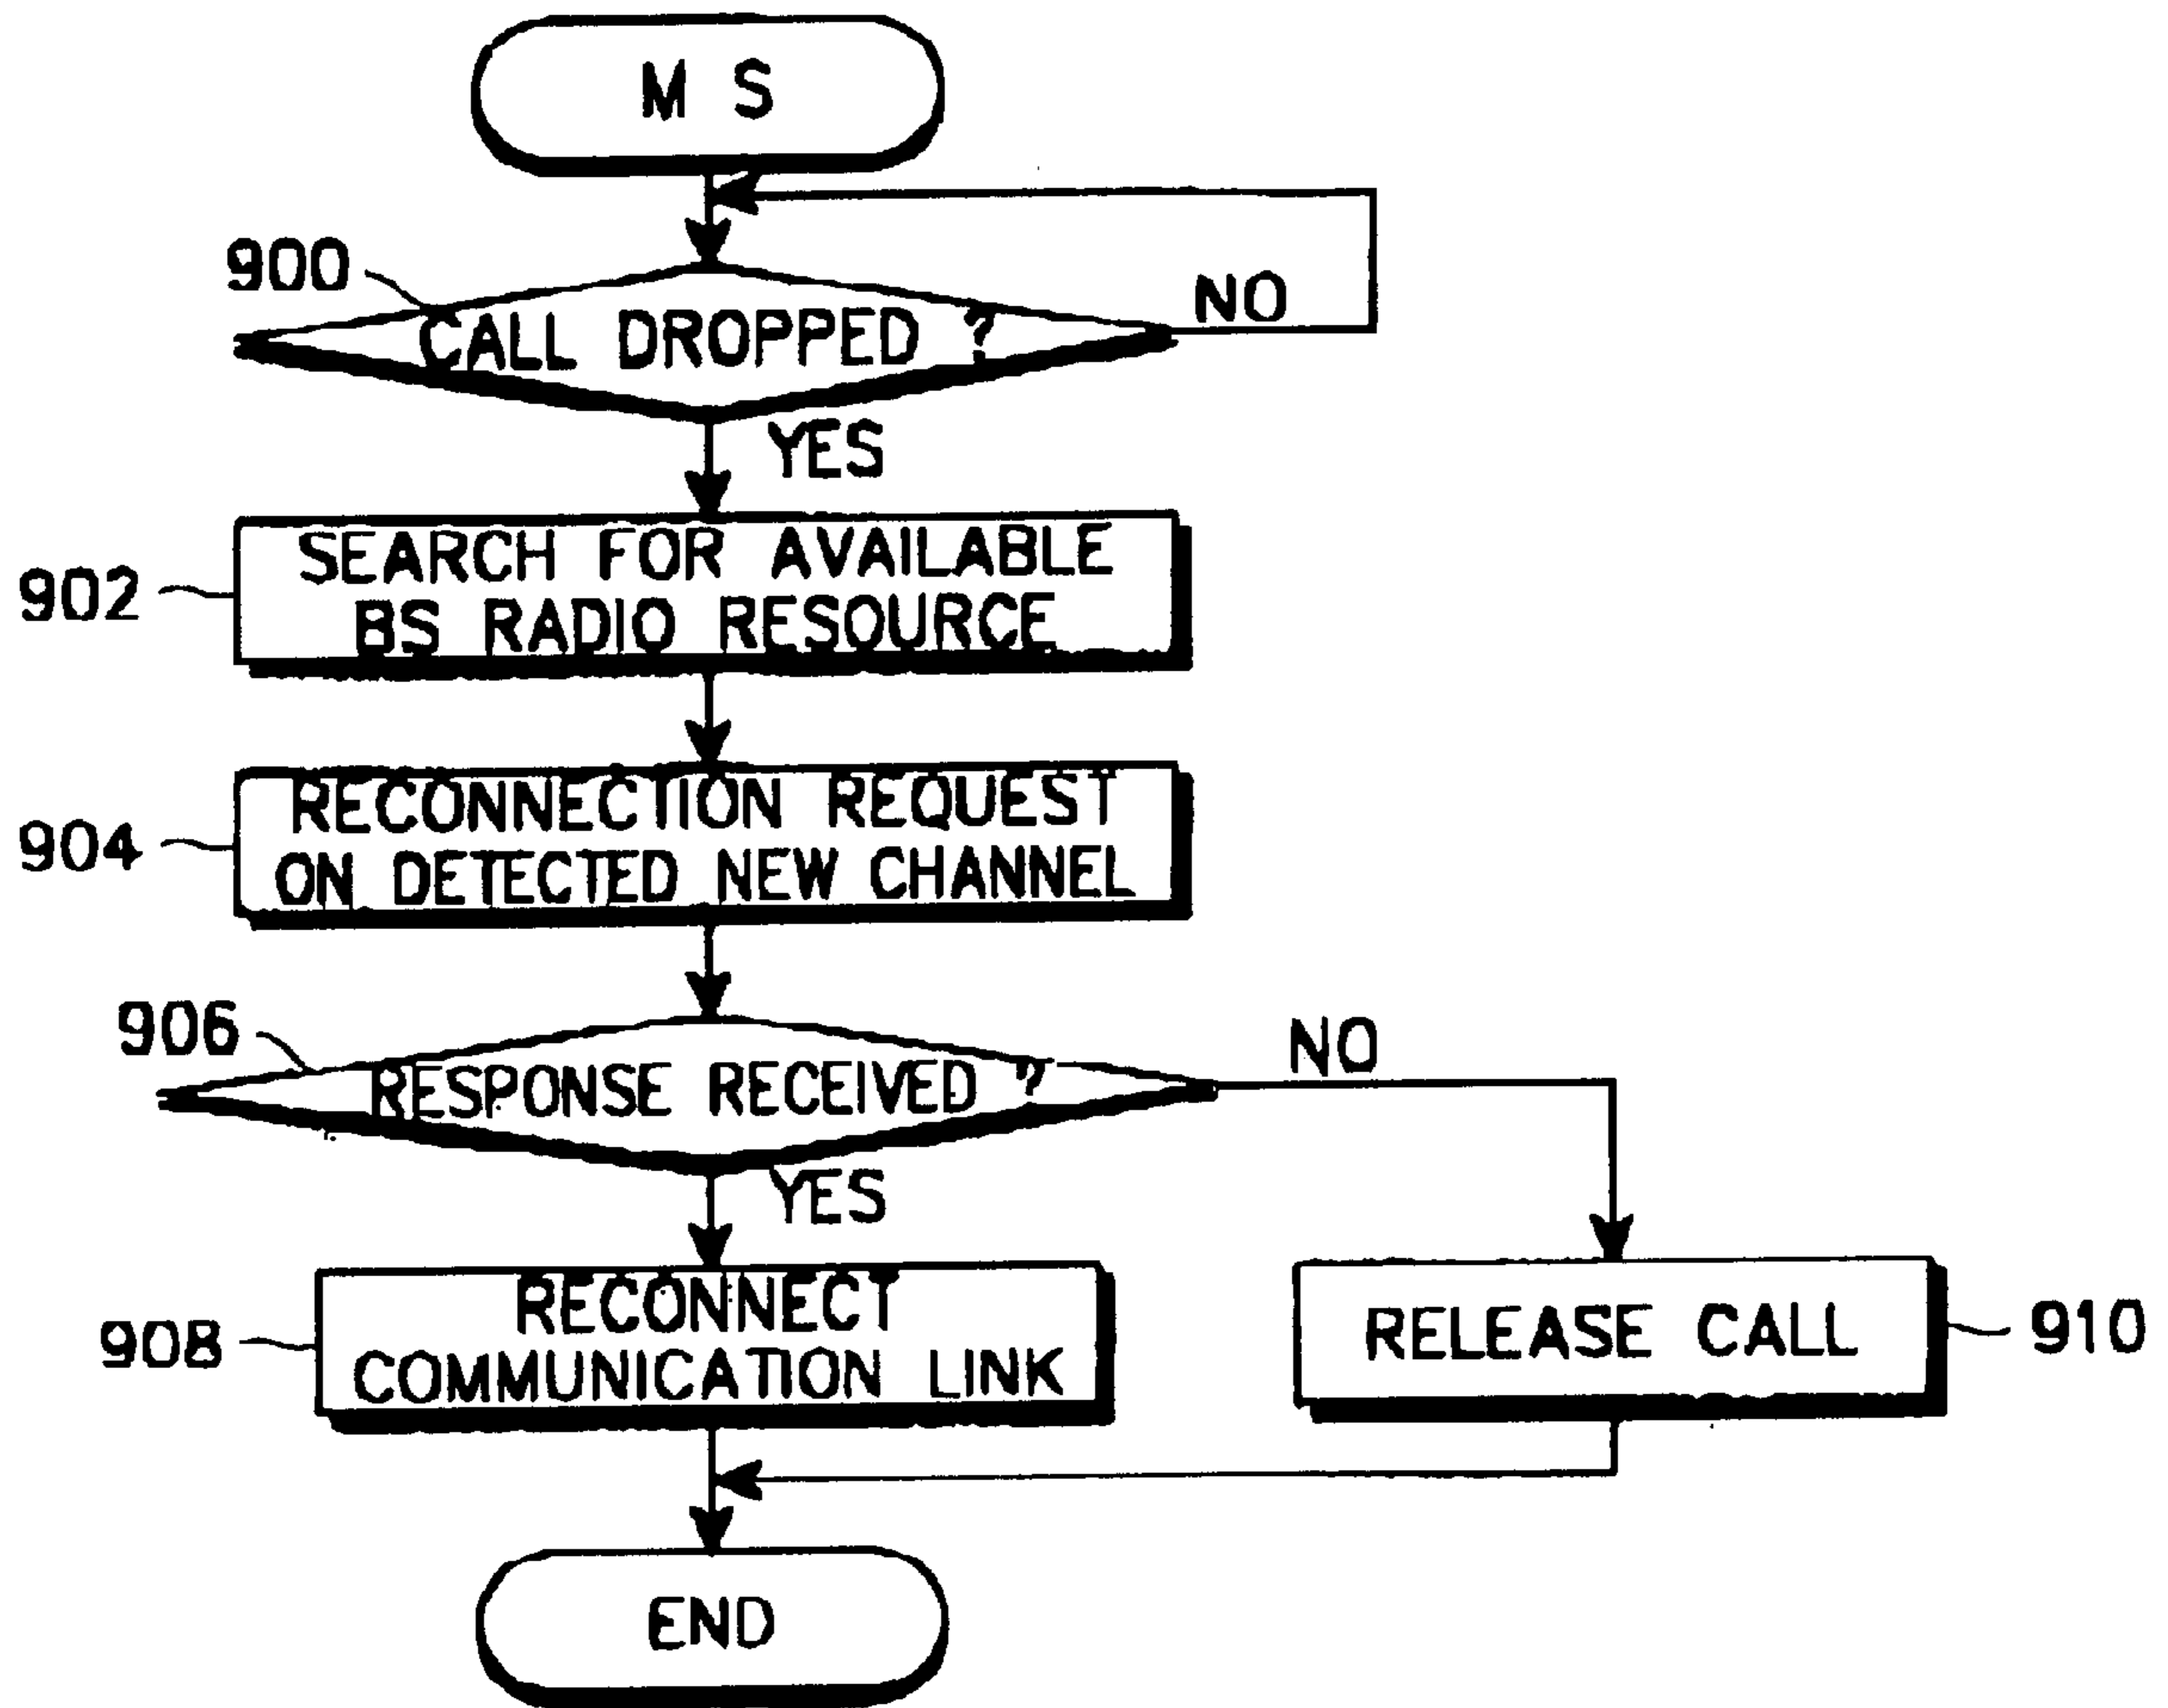 M S
900
CALL DROPPED ?
NO
YES
902
SEARCH FOR AVAILABLE
BS RADIO RESOURCE
904
RECONNECTION REQUEST
ON DETECTED NEW CHANNEL
906
RESPONSE RECEIVED ?
NO
YES
908
RECONNECT
COMMUNICATION LINK
RELEASE CALL
910
END